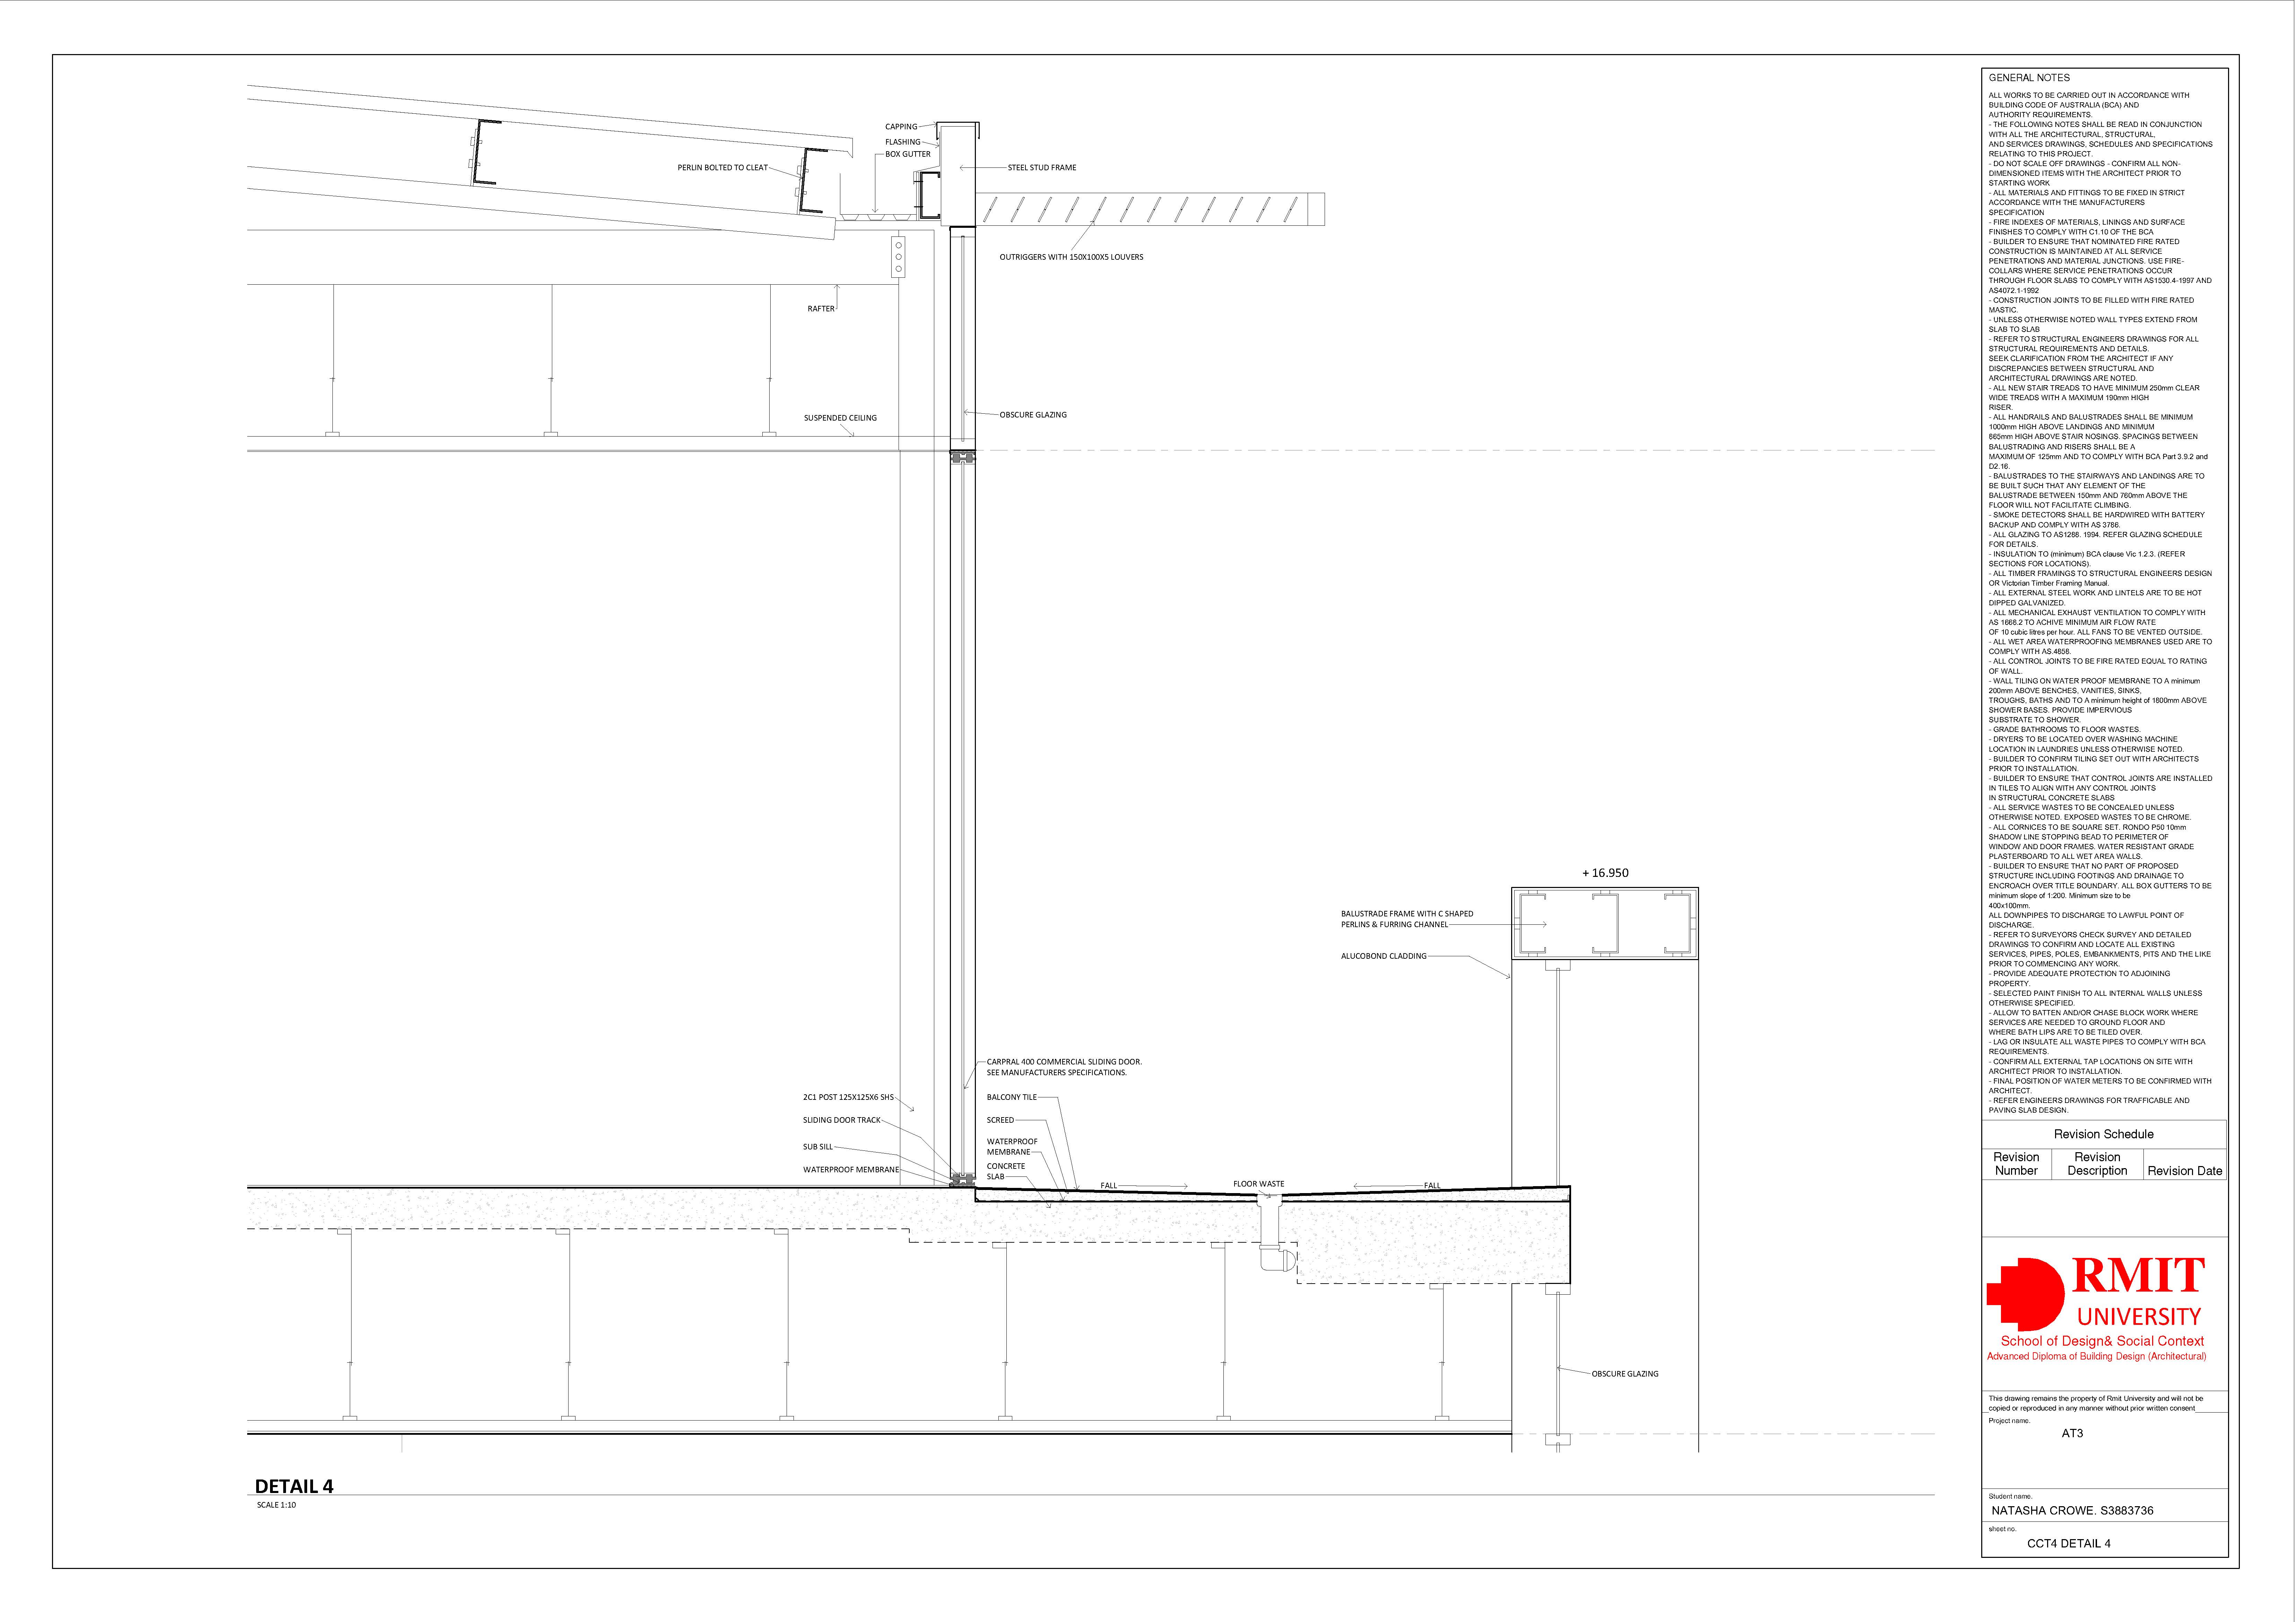 CAPPING
FLASHING
BOX GUTTER
PERLIN BOLTED TO CLEAT
STEEL STUD FRAME
OUTRIGGERS WITH 150X100X5 LOUVERS
RAFTER
SUSPENDED CEILING
OBSCURE GLAZING
+ 16.950
BALUSTRADE FRAME WITH C SHAPED
PERLINS & FURRING CHANNEL
ALUCOBOND CLADDING
CARPRAL 400 COMMERCIAL SLIDING DOOR.
SEE MANUFACTURERS SPECIFICATIONS.
2C1 POST 125X125X6 SHS
SLIDING DOOR TRACK
SUB SILL
WATERPROOF MEMBRANE
BALCONY TILE
SCREED
WATERPROOF
MEMBRANE
CONCRETE
SLAB
FALL
FLOOR WASTE
FALL
OBSCURE GLAZING
DETAIL 4
SCALE 1:10
GENERAL NOTES
ALL WORKS TO BE CARRIED OUT IN ACCORDANCE WITH
BUILDING CODE OF AUSTRALIA (BCA) AND
AUTHORITY REQUIREMENTS.
- THE FOLLOWING NOTES SHALL BE READ IN CONJUNCTION
WITH ALL THE ARCHITECTURAL, STRUCTURAL,
AND SERVICES DRAWINGS, SCHEDULES AND SPECIFICATIONS
RELATING TO THIS PROJECT.
- DO NOT SCALE OFF DRAWINGS - CONFIRM ALL NON-
DIMENSIONED ITEMS WITH THE ARCHITECT PRIOR TO
STARTING WORK
- ALL MATERIALS AND FITTINGS TO BE FIXED IN STRICT
ACCORDANCE WITH THE MANUFACTURERS
SPECIFICATION
- FIRE INDEXES OF MATERIALS, LININGS AND SURFACE
FINISHES TO COMPLY WITH C1.10 OF THE BCA
- BUILDER TO ENSURE THAT NOMINATED FIRE RATED
CONSTRUCTION IS MAINTAINED AT ALL SERVICE
PENETRATIONS AND MATERIAL JUNCTIONS. USE FIRE-
COLLARS WHERE SERVICE PENETRATIONS OCCUR
THROUGH FLOOR SLABS TO COMPLY WITH AS1530.4-1997 AND
AS4072.1-1992
- CONSTRUCTION JOINTS TO BE FILLED WITH FIRE RATED
MASTIC.
- UNLESS OTHERWISE NOTED WALL TYPES EXTEND FROM
SLAB TO SLAB
- REFER TO STRUCTURAL ENGINEERS DRAWINGS FOR ALL
STRUCTURAL REQUIREMENTS AND DETAILS.
SEEK CLARIFICATION FROM THE ARCHITECT IF ANY
DISCREPANCIES BETWEEN STRUCTURAL AND
ARCHITECTURAL DRAWINGS ARE NOTED.
- ALL NEW STAIR TREADS TO HAVE MINIMUM 250mm CLEAR
WIDE TREADS WITH A MAXIMUM 190mm HIGH
RISER.
- ALL HANDRAILS AND BALUSTRADES SHALL BE MINIMUM
1000mm HIGH ABOVE LANDINGS AND MINIMUM
865mm HIGH ABOVE STAIR NOSINGS. SPACINGS BETWEEN
BALUSTRADING AND RISERS SHALL BE A
MAXIMUM OF 125mm AND TO COMPLY WITH BCA Part 3.9.2 and
D2.16.
- BALUSTRADES TO THE STAIRWAYS AND LANDINGS ARE TO
BE BUILT SUCH THAT ANY ELEMENT OF THE
BALUSTRADE BETWEEN 150mm AND 760mm ABOVE THE
FLOOR WILL NOT FACILITATE CLIMBING.
- SMOKE DETECTORS SHALL BE HARDWIRED WITH BATTERY
BACKUP AND COMPLY WITH AS 3786.
- ALL GLAZING TO AS1288. 1994. REFER GLAZING SCHEDULE
FOR DETAILS.
- INSULATION TO (minimum) BCA clause Vic 1.2.3. (REFER
SECTIONS FOR LOCATIONS).
- ALL TIMBER FRAMINGS TO STRUCTURAL ENGINEERS DESIGN
OR Victorian Timber Framing Manual.
- ALL EXTERNAL STEEL WORK AND LINTELS ARE TO BE HOT
DIPPED GALVANIZED.
- ALL MECHANICAL EXHAUST VENTILATION TO COMPLY WITH
AS 1668.2 TO ACHIVE MINIMUM AIR FLOW RATE
OF 10 cubic litres per hour. ALL FANS TO BE VENTED OUTSIDE.
- ALL WET AREA WATERPROOFING MEMBRANES USED ARE TO
COMPLY WITH AS.4858.
- ALL CONTROL JOINTS TO BE FIRE RATED EQUAL TO RATING
OF WALL.
- WALL TILING ON WATER PROOF MEMBRANE TO A minimum
200mm ABOVE BENCHES, VANITIES, SINKS,
TROUGHS, BATHS AND TO A minimum height of 1800mm ABOVE
SHOWER BASES. PROVIDE IMPERVIOUS
SUBSTRATE TO SHOWER.
- GRADE BATHROOMS TO FLOOR WASTES.
- DRYERS TO BE LOCATED OVER WASHING MACHINE
LOCATION IN LAUNDRIES UNLESS OTHERWISE NOTED.
- BUILDER TO CONFIRM TILING SET OUT WITH ARCHITECTS
PRIOR TO INSTALLATION.
- BUILDER TO ENSURE THAT CONTROL JOINTS ARE INSTALLED
IN TILES TO ALIGN WITH ANY CONTROL JOINTS
IN STRUCTURAL CONCRETE SLABS
- ALL SERVICE WASTES TO BE CONCEALED UNLESS
OTHERWISE NOTED. EXPOSED WASTES TO BE CHROME.
- ALL CORNICES TO BE SQUARE SET. RONDO P50 10mm
SHADOW LINE STOPPING BEAD TO PERIMETER OF
WINDOW AND DOOR FRAMES. WATER RESISTANT GRADE
PLASTERBOARD TO ALL WET AREA WALLS.
- BUILDER TO ENSURE THAT NO PART OF PROPOSED
STRUCTURE INCLUDING FOOTINGS AND DRAINAGE TO
ENCROACH OVER TITLE BOUNDARY. ALL BOX GUTTERS TO BE
minimum slope of 1:200. Minimum size to be
400x100mm.
ALL DOWNPIPES TO DISCHARGE TO LAWFUL POINT OF
DISCHARGE.
- REFER TO SURVEYORS CHECK SURVEY AND DETAILED
DRAWINGS TO CONFIRM AND LOCATE ALL EXISTING
SERVICES, PIPES, POLES, EMBANKMENTS, PITS AND THE LIKE
PRIOR TO COMMENCING ANY WORK.
- PROVIDE ADEQUATE PROTECTION TO ADJOINING
PROPERTY.
- SELECTED PAINT FINISH TO ALL INTERNAL WALLS UNLESS
OTHERWISE SPECIFIED.
- ALLOW TO BATTEN AND/OR CHASE BLOCK WORK WHERE
SERVICES ARE NEEDED TO GROUND FLOOR AND
WHERE BATH LIPS ARE TO BE TILED OVER.
- LAG OR INSULATE ALL WASTE PIPES TO COMPLY WITH BCA
REQUIREMENTS.
- CONFIRM ALL EXTERNAL TAP LOCATIONS ON SITE WITH
ARCHITECT PRIOR TO INSTALLATION.
- FINAL POSITION OF WATER METERS TO BE CONFIRMED WITH
ARCHITECT.
- REFER ENGINEERS DRAWINGS FOR TRAFFICABLE AND
PAVING SLAB DESIGN.
Revision Schedule
Revision Number
Revision Description
Revision Date
RMIT
UNIVERSITY
School of Design& Social Context
Advanced Diploma of Building Design (Architectural)
This drawing remains the property of Rmit University and will not be
copied or reproduced in any manner without prior written consent
Project name.
AT3
Student name.
NATASHA CROWE. S3883736
sheet no.
CCT4 DETAIL 4